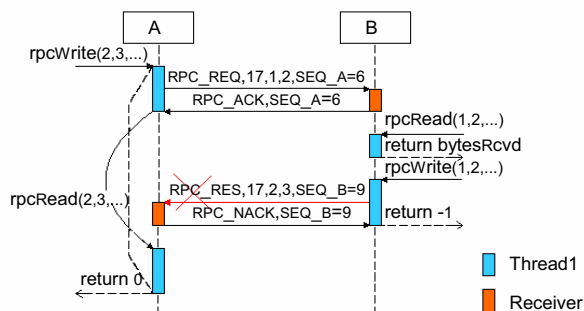 A
B
rpcWrite(2,3,...)
RPC_REQ,17,1,2,SEQ_A=6
RPC_ACK,SEQ_A=6
rpcRead(1,2,...)
return bytesRcvd
rpcWrite(1,2,...)
RPC_RES,17,2,3,SEQ_B=9
rpcRead(2,3,...)
RPC_NACK,SEQ_B=9
return -1
Thread1
return 0
Receiver